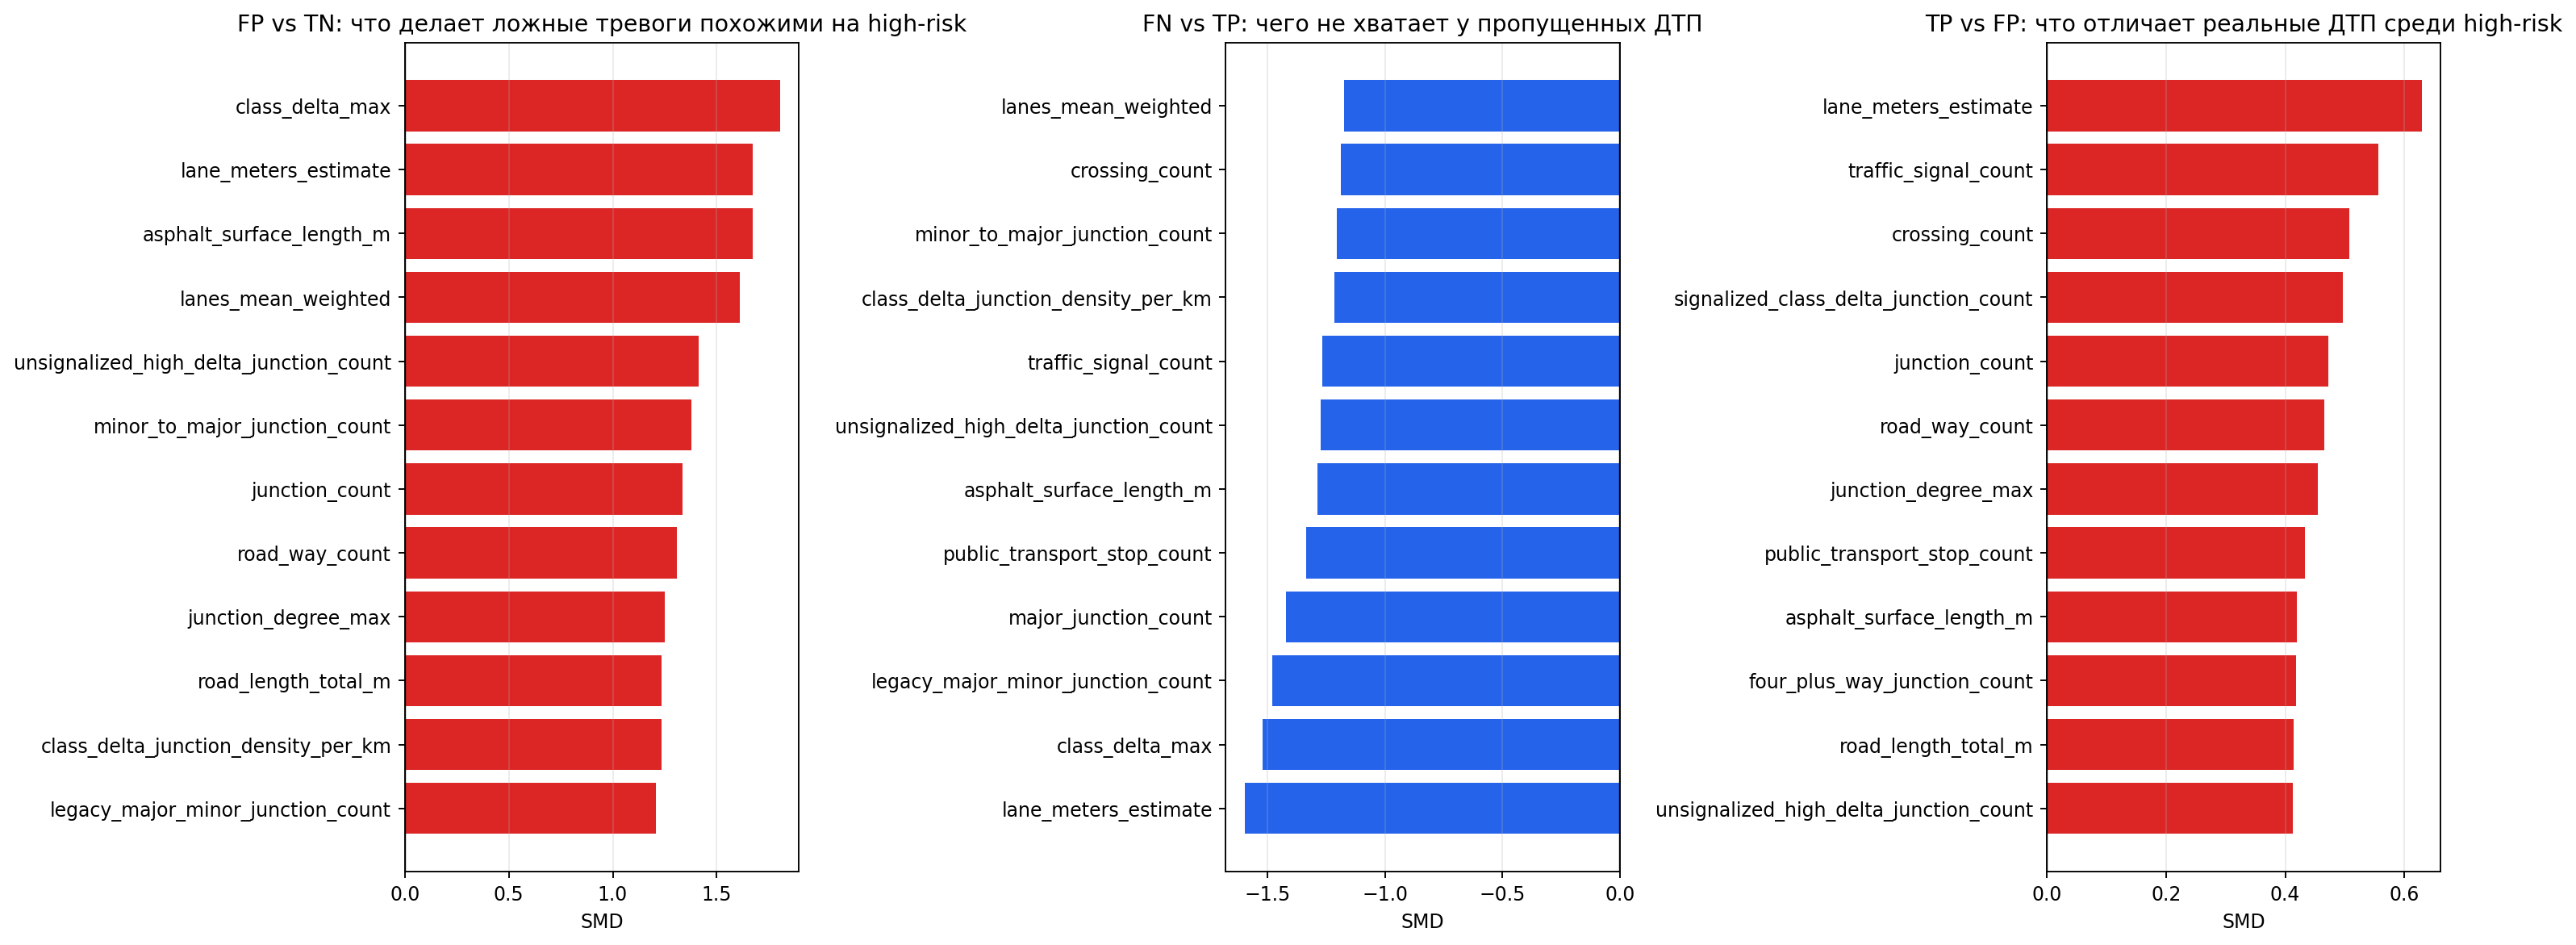 FP vs TN: что делает ложные тревоги похожими на high-risk
class_delta_max
lane_meters_estimate
asphalt_surface_length_m
lanes_mean_weighted
unsignalized_high_delta_junction_count
minor_to_major_junction_count
junction_count
road_way_count
junction_degree_max
road_length_total_m
class_delta_junction_density_per_km
legacy_major_minor_junction_count
0.0 0.5 1.0 1.5
SMD
FN vs TP: чего не хватает у пропущенных ДТП
lanes_mean_weighted
crossing_count
minor_to_major_junction_count
class_delta_junction_density_per_km
traffic_signal_count
unsignalized_high_delta_junction_count
asphalt_surface_length_m
public_transport_stop_count
major_junction_count
legacy_major_minor_junction_count
class_delta_max
lane_meters_estimate
−1.5 −1.0 −0.5 0.0
SMD
TP vs FP: что отличает реальные ДТП среди high-risk
lane_meters_estimate
traffic_signal_count
crossing_count
signalized_class_delta_junction_count
junction_count
road_way_count
junction_degree_max
public_transport_stop_count
asphalt_surface_length_m
four_plus_way_junction_count
road_length_total_m
unsignalized_high_delta_junction_count
0.0 0.2 0.4 0.6
SMD